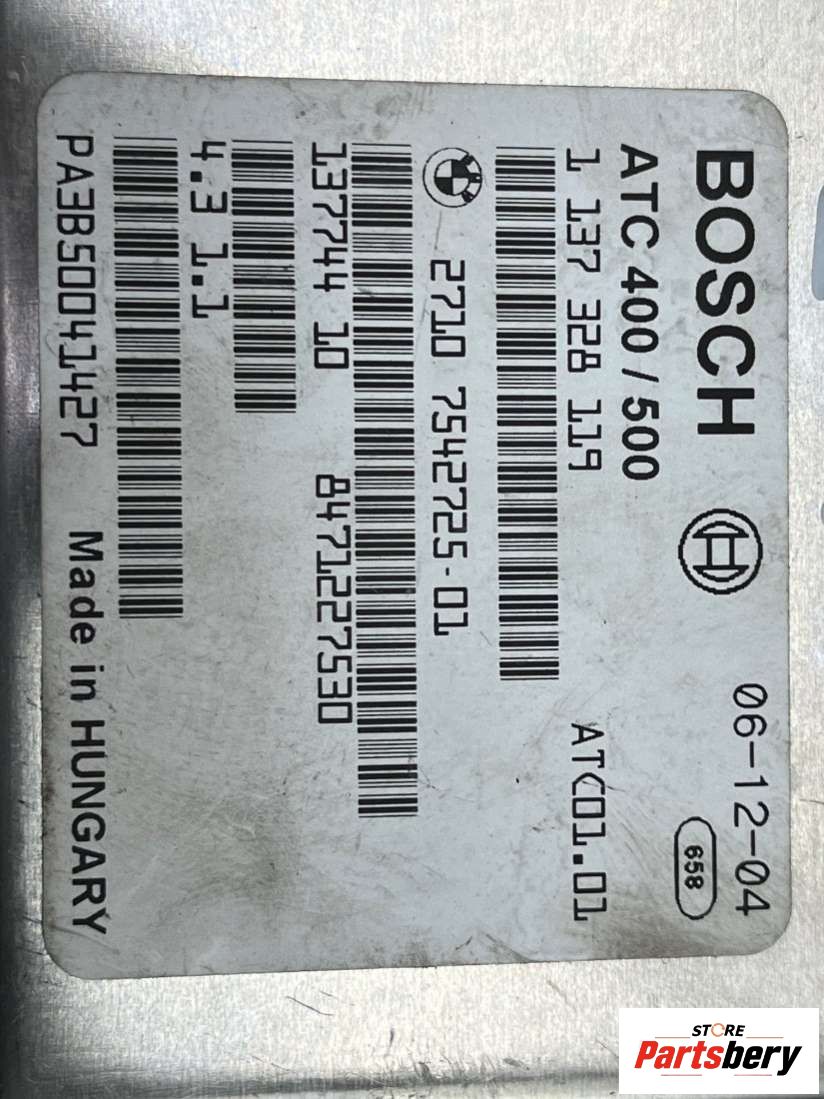 BOSCH 06-12-04
ATC 400 / 500 658
1 137 328 119 ATC01.01
2710 7542725-01
137744 10 8471227530
4.3 1.1
PA3B50041427 Made in HUNGARY
STORE
Partsbery